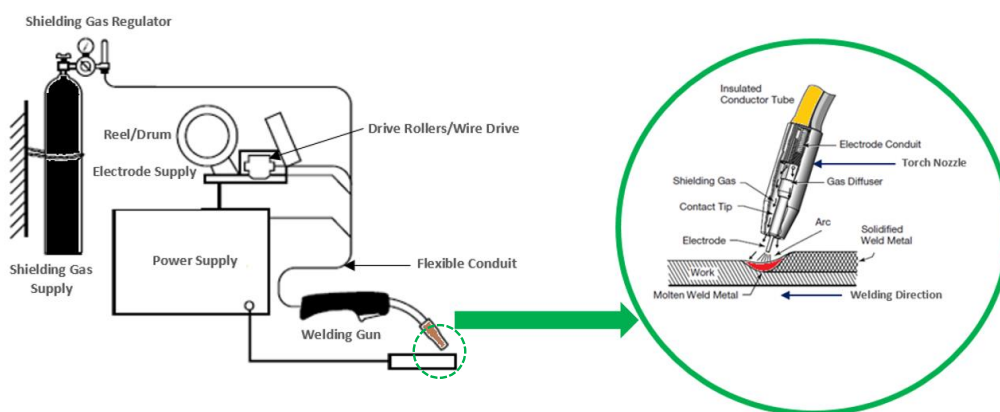 Shielding Gas Regulator
Reel/Drum
Drive Rollers/Wire Drive
Electrode Supply
Power Supply
Flexible Conduit
Shielding Gas
Supply
Welding Gun
Insulated
Conductor Tube
Electrode Conduit
Torch Nozzle
Shielding Gas
Gas Diffuser
Contact Tip
Arc
Electrode
Solidified
Weld Metal
Work
Molten Weld Metal
Welding Direction